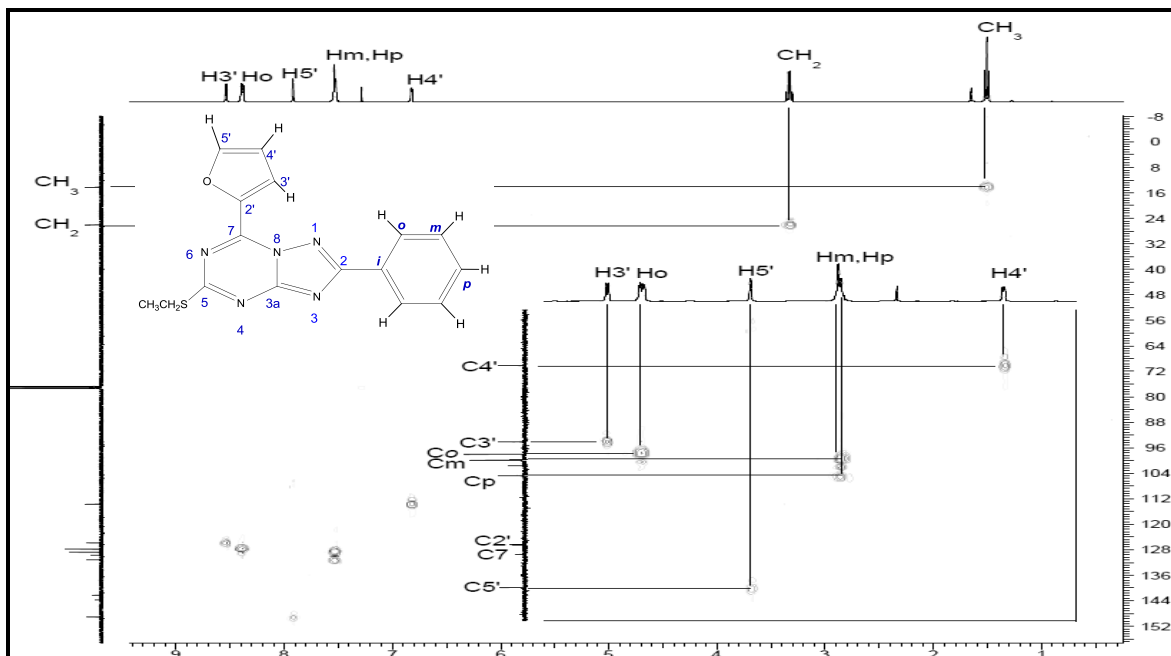 CH3
Hm,Hp
CH2
H3' Ho H5' H4'
-8
0
8
16
24
32
40
48
56
64
72
80
88
96
104
112
120
128
136
144
152
CH3
CH2
H
H
5'
4'
O
3'
H
2'
7
1
H
H
o
m
6
N
8
N
N
2
i
H
p
S
5
N
3a
N
CH3CH2
4
3
H
H
Hm,Hp
H3' Ho H5' H4'
C4'
C3'
Co
Cm
Cp
C2'
C7
C5'
9 8 7 6 5 4 3 2 1